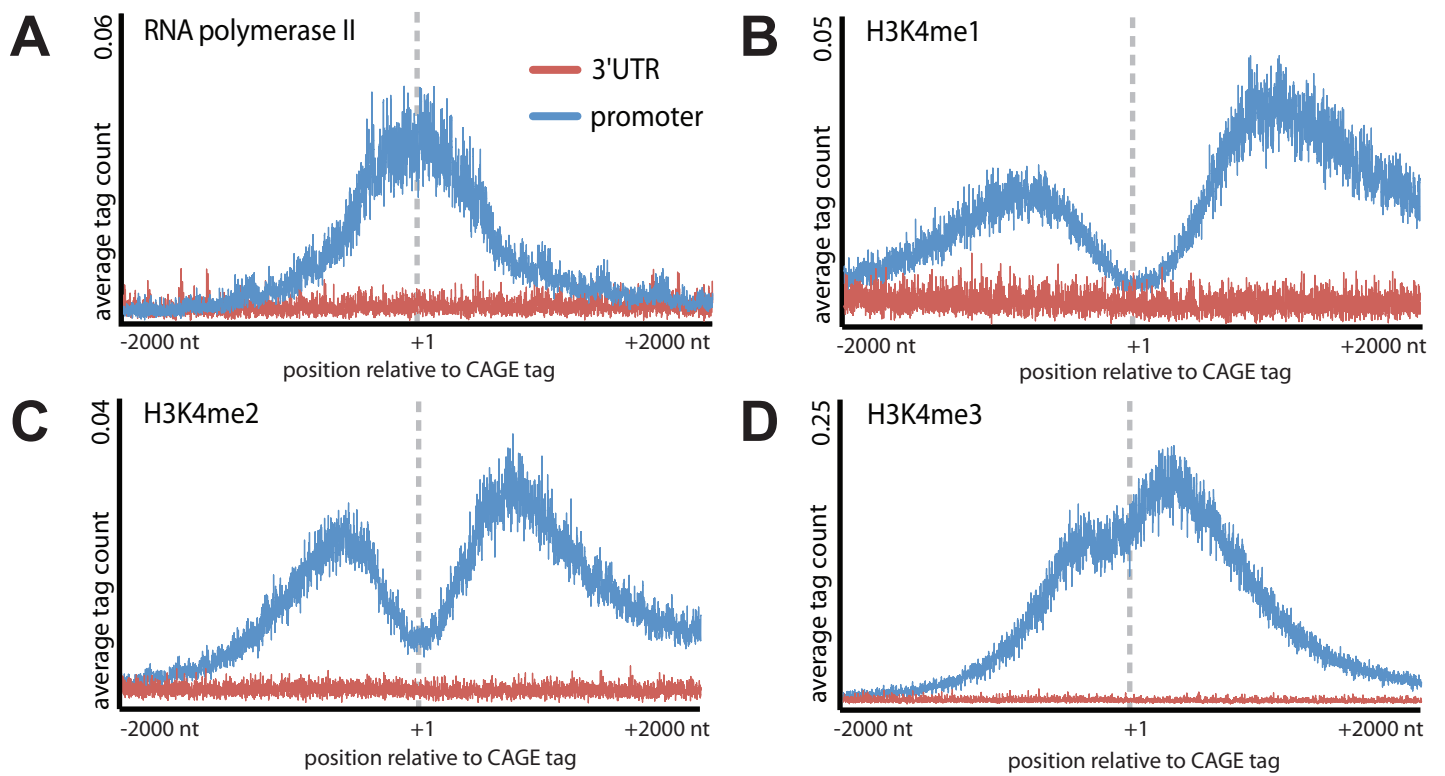 A
RNA polymerase II
0.06
average tag count
3'UTR
promoter
-2000 nt
+1
+2000 nt
position relative to CAGE tag
B
H3K4me1
0.05
average tag count
-2000 nt
+1
+2000 nt
position relative to CAGE tag
C
H3K4me2
0.04
average tag count
-2000 nt
+1
+2000 nt
position relative to CAGE tag
D
H3K4me3
0.25
average tag count
-2000 nt
+1
+2000 nt
position relative to CAGE tag